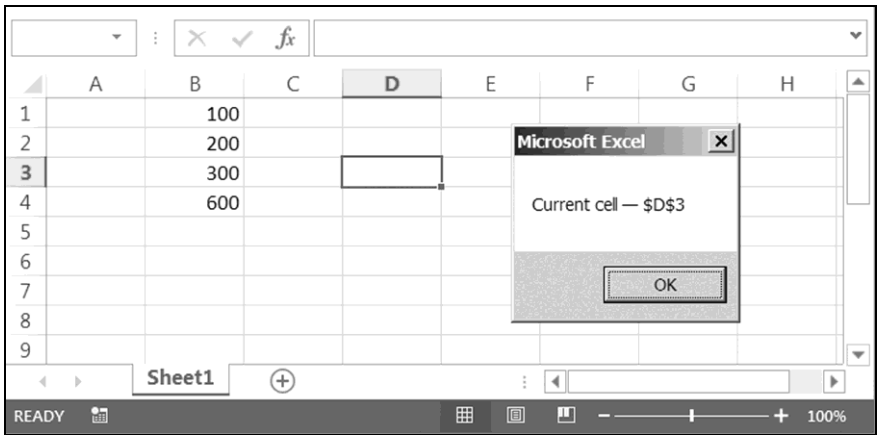 fx
A B C D E F G H
1 100
2 200
3 300
4 600
5
6
7
8
9
Microsoft Excel
Current cell — $D$3
OK
Sheet1
READY 100%